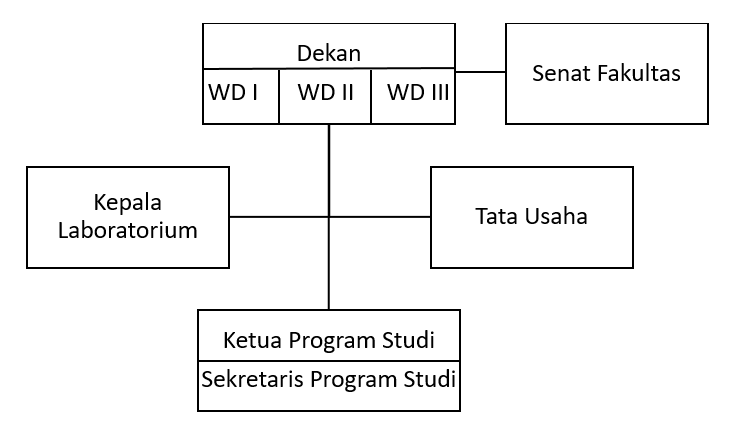 Dekan
WD I
WD II
WD III
Senat Fakultas
Kepala
Laboratorium
Tata Usaha
Ketua Program Studi
Sekretaris Program Studi